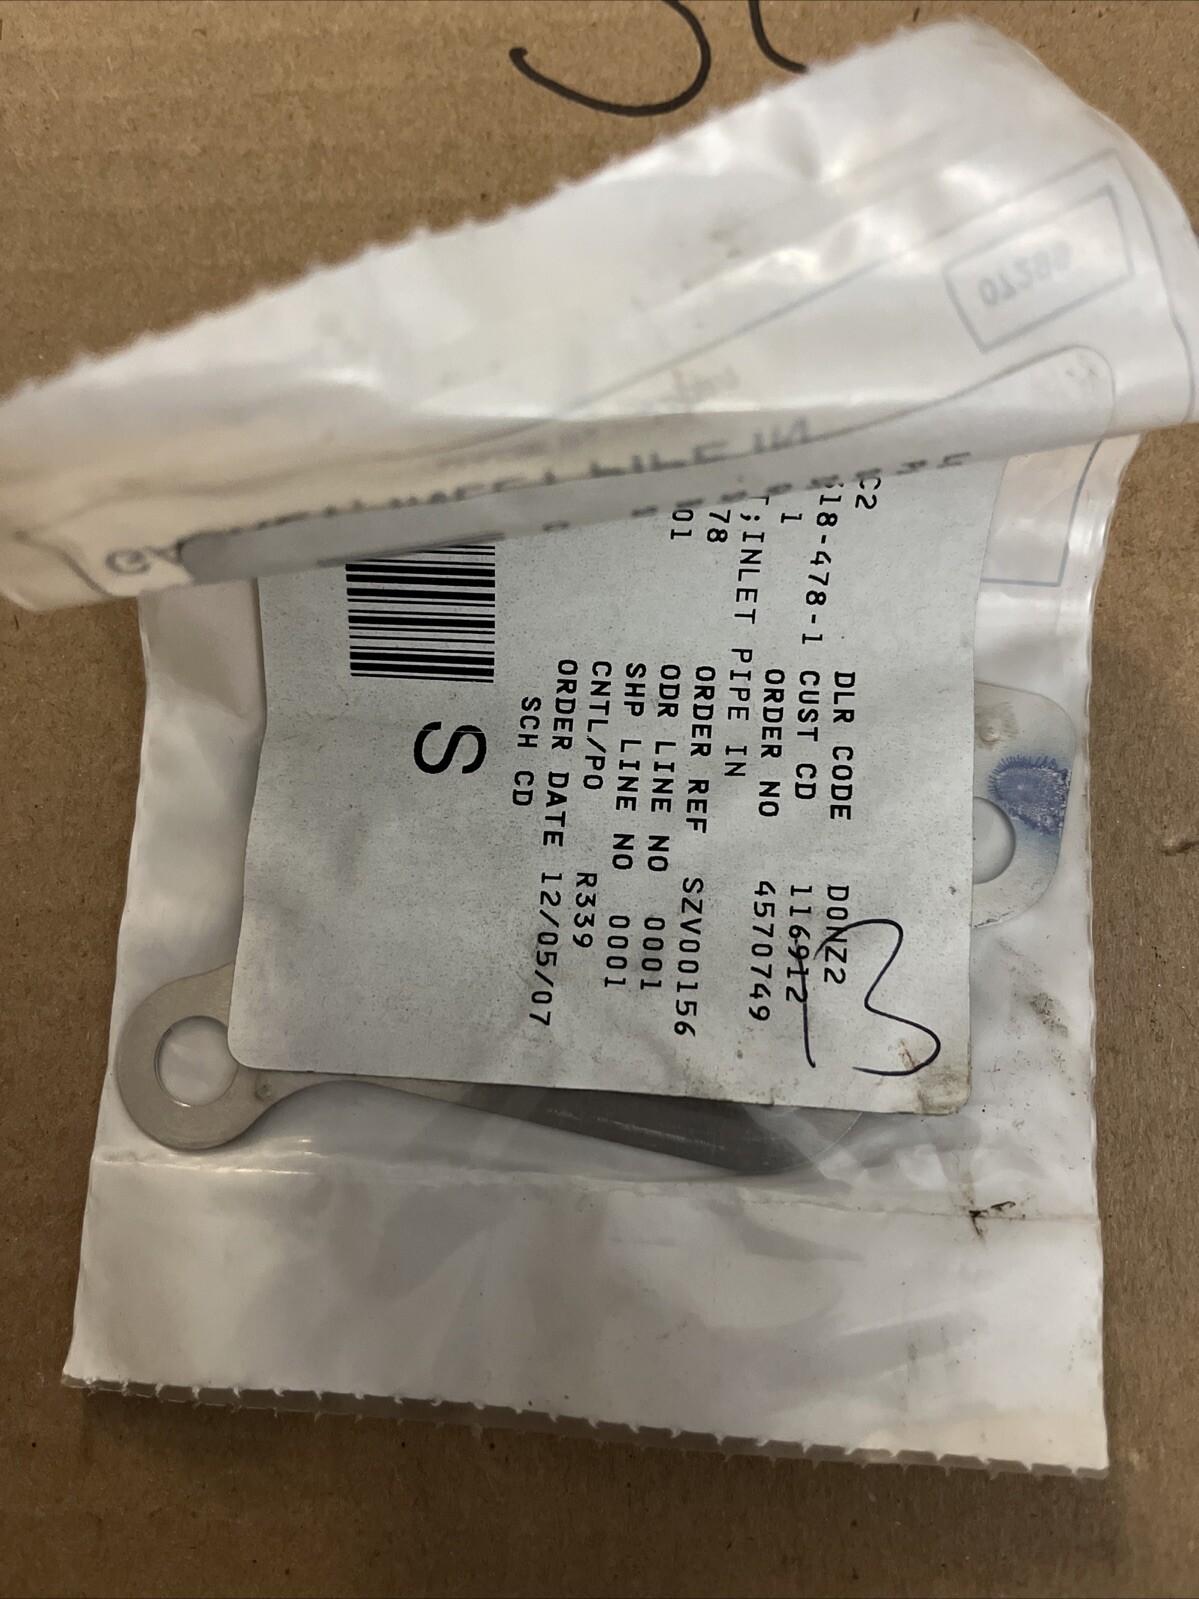 C2 DLR CODE DONZ2
18-478-1 CUST CD 116912
1 ORDER NO 4570749
T;INLET PIPE IN
78 ORDER REF SZV00156
01 ODR LINE NO 0001
SHP LINE NO 0001
CNTL/PO R339
ORDER DATE 12/05/07
SCH CD
S